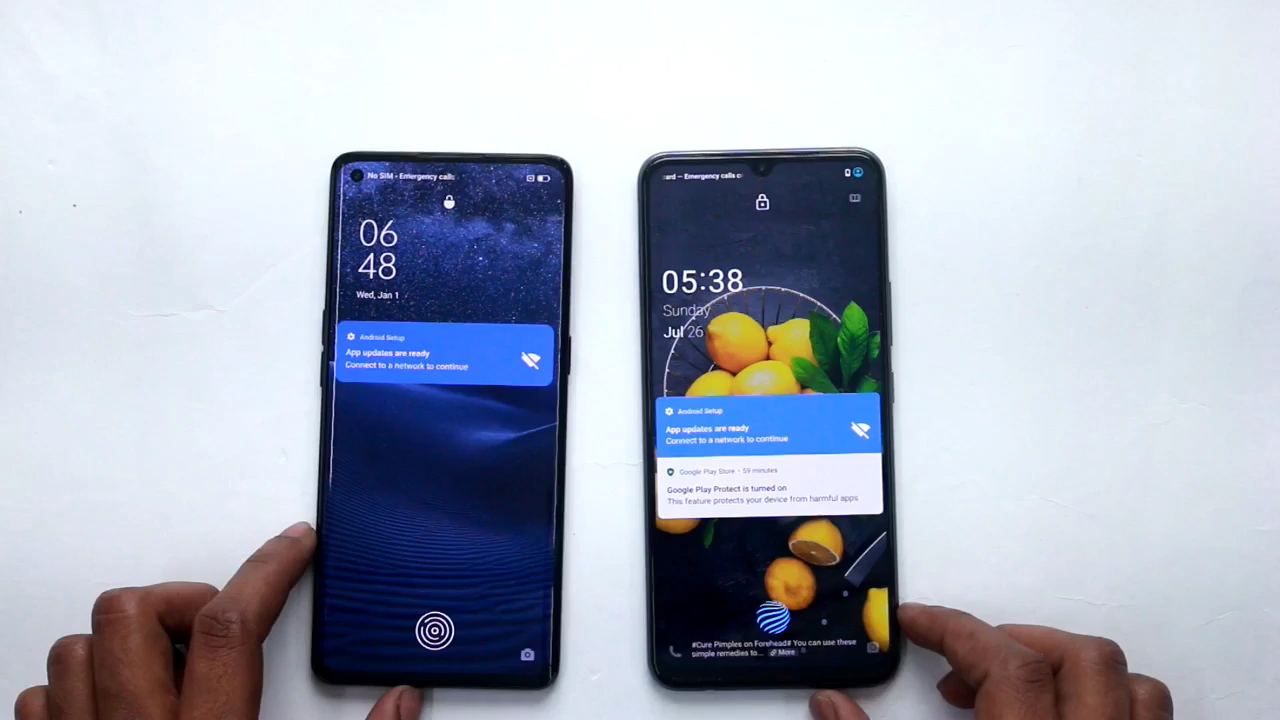 No SIM - Emergency calls
06
48
Wed, Jan 1
Android Setup
App updates are ready
Connect to a network to continue
— Emergency calls
05:38
Sunday
Jul 26
Android Setup
App updates are ready
Connect to a network to continue
Google Play Store • 59 minutes
Google Play Protect is turned on
This feature protects your device from harmful apps
#Cure Pimples on Forehead# You can use these
simple remedies to... More